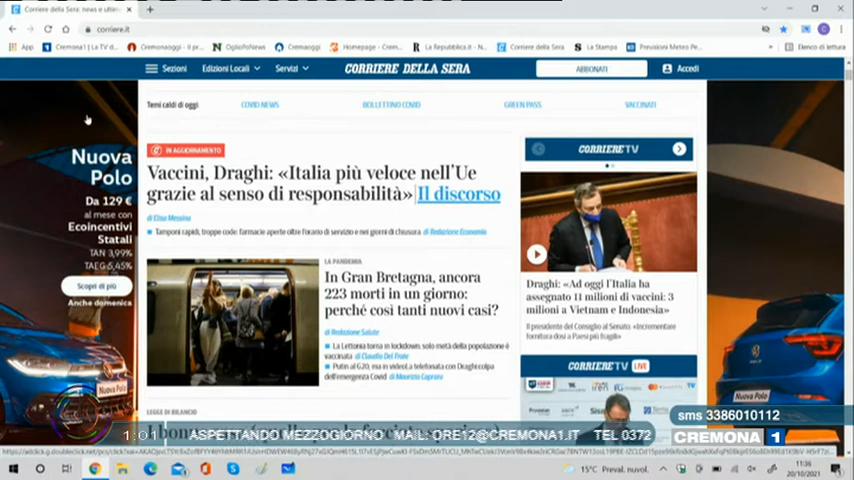 Corriere della Sera: news e ultime
corriere.it
App
Cremona1 | La TV d...
Cremonaoggi - Il pr...
OglioPoNews
Cremaoggi
Homepage - Crem...
La Repubblica.it - N...
Corriere della Sera
La Stampa
Previsioni Meteo Pe...
Elenco di lettura
Sezioni
Edizioni Locali
Servizi
CORRIERE DELLA SERA
ABBONATI
Accedi
Temi caldi di oggi
COVID NEWS
BOLLETTINO COVID
GREEN PASS
VACCINATI
Nuova
Polo
Da 129 €
al mese con
Ecoincentivi
Statali
TAN 3,99%
TAEG 5,45%
Scopri di più
Anche domenica
Nuova Polo
IN AGGIORNAMENTO
Vaccini, Draghi: «Italia più veloce nell'Ue
grazie al senso di responsabilità» Il discorso
di Elisa Messina
Tamponi rapidi, troppe code: farmacie aperte oltre l'orario di servizio e nei giorni di chiusura di Redazione Economia
LA PANDEMIA
In Gran Bretagna, ancora
223 morti in un giorno:
perché così tanti nuovi casi?
di Redazione Salute
La Lettonia torna in lockdown, solo metà della popolazione è
vaccinata di Claudio Del Frate
Putin al G20, ma in video. La telefonata con Draghi dopo
dell'emergenza Covid di Maurizio Caprara
LEGGE DI BILANCIO
CORRIERETV
Draghi: «Ad oggi l'Italia ha
assegnato 11 milioni di vaccini: 3
milioni a Vietnam e Indonesia»
Il presidente del Consiglio al Senato: «Incrementare
fornitura dosi a Paesi più fragili»
CORRIERETV LIVE
mastercard
Nuova Polo
sms 3386010112
1:01
ASPETTANDO MEZZOGIORNO MAIL: ORE12@CREMONA1.IT TEL 0372
CREMONA 1
15°C Preval. nuvol.
11:36
20/10/2021